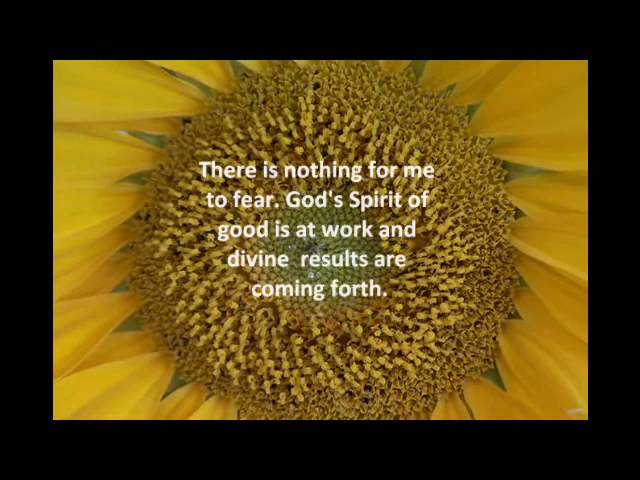 There is nothing for me
to fear. God's Spirit of
good is at work and
divine  results are
coming forth.